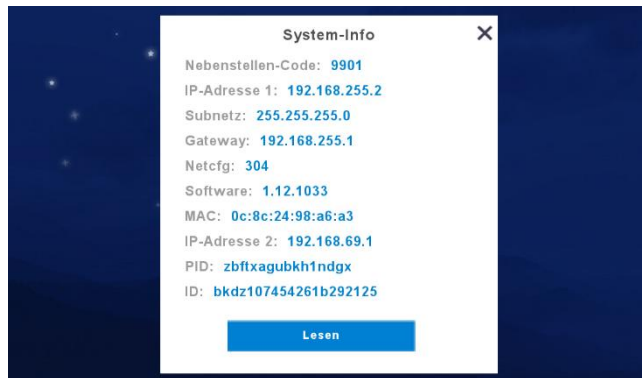 System-Info
Nebenstellen-Code: 9901
IP-Adresse 1: 192.168.255.2
Subnetz: 255.255.255.0
Gateway: 192.168.255.1
Netcfg: 304
Software: 1.12.1033
MAC: 0c:8c:24:98:a6:a3
IP-Adresse 2: 192.168.69.1
PID: zbftxagubkh1ndgx
ID: bkdz107454261b292125
Lesen